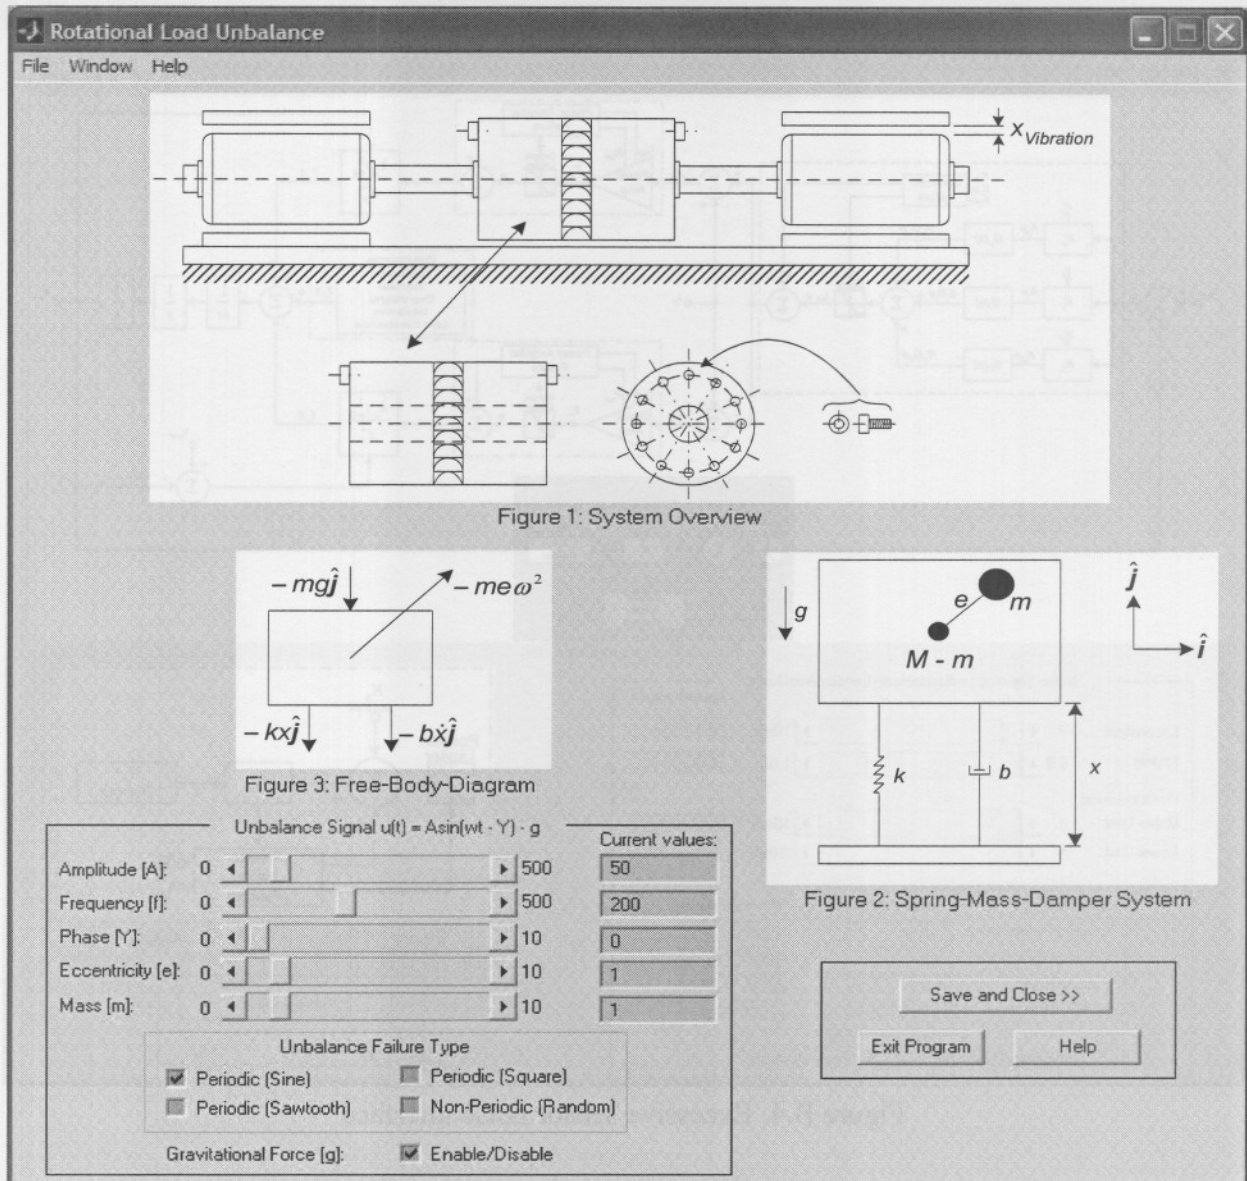 Rotational Load Unbalance
File Window Help
x Vibration
Figure 1: System Overview
– mgĵ
– meω²
– kxĵ
– bẋĵ
Figure 3: Free-Body-Diagram
g
e
m
M - m
ĵ
î
k
b
x
Figure 2: Spring-Mass-Damper System
Unbalance Signal u(t) = Asin(wt - Y) - g
Current values:
Amplitude [A]: 0 500 50
Frequency [f]: 0 500 200
Phase [Y]: 0 10 0
Eccentricity [e]: 0 10 1
Mass [m]: 0 10 1
Unbalance Failure Type
Periodic (Sine) Periodic (Square)
Periodic (Sawtooth) Non-Periodic (Random)
Gravitational Force [g]: Enable/Disable
Save and Close >>
Exit Program Help